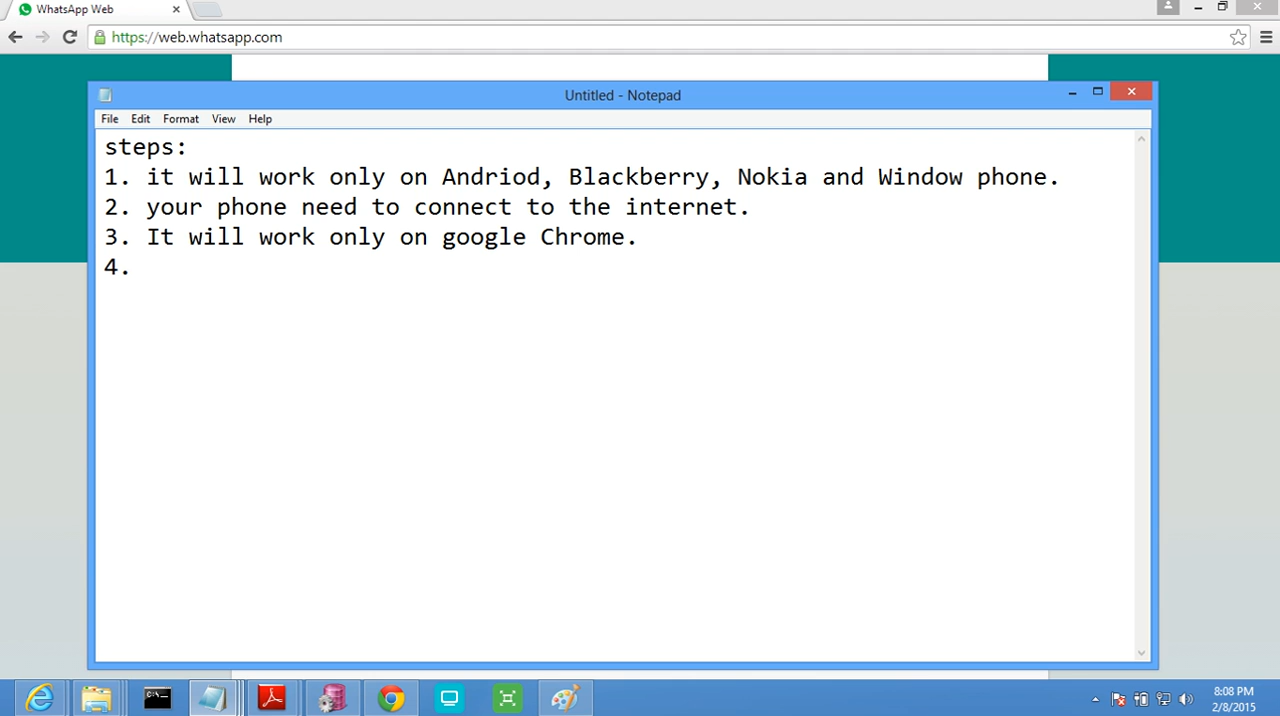 WhatsApp Web
https://web.whatsapp.com
Untitled - Notepad
File Edit Format View Help
steps:
1. it will work only on Andriod, Blackberry, Nokia and Window phone.
2. your phone need to connect to the internet.
3. It will work only on google Chrome.
4.
8:08 PM
2/8/2015